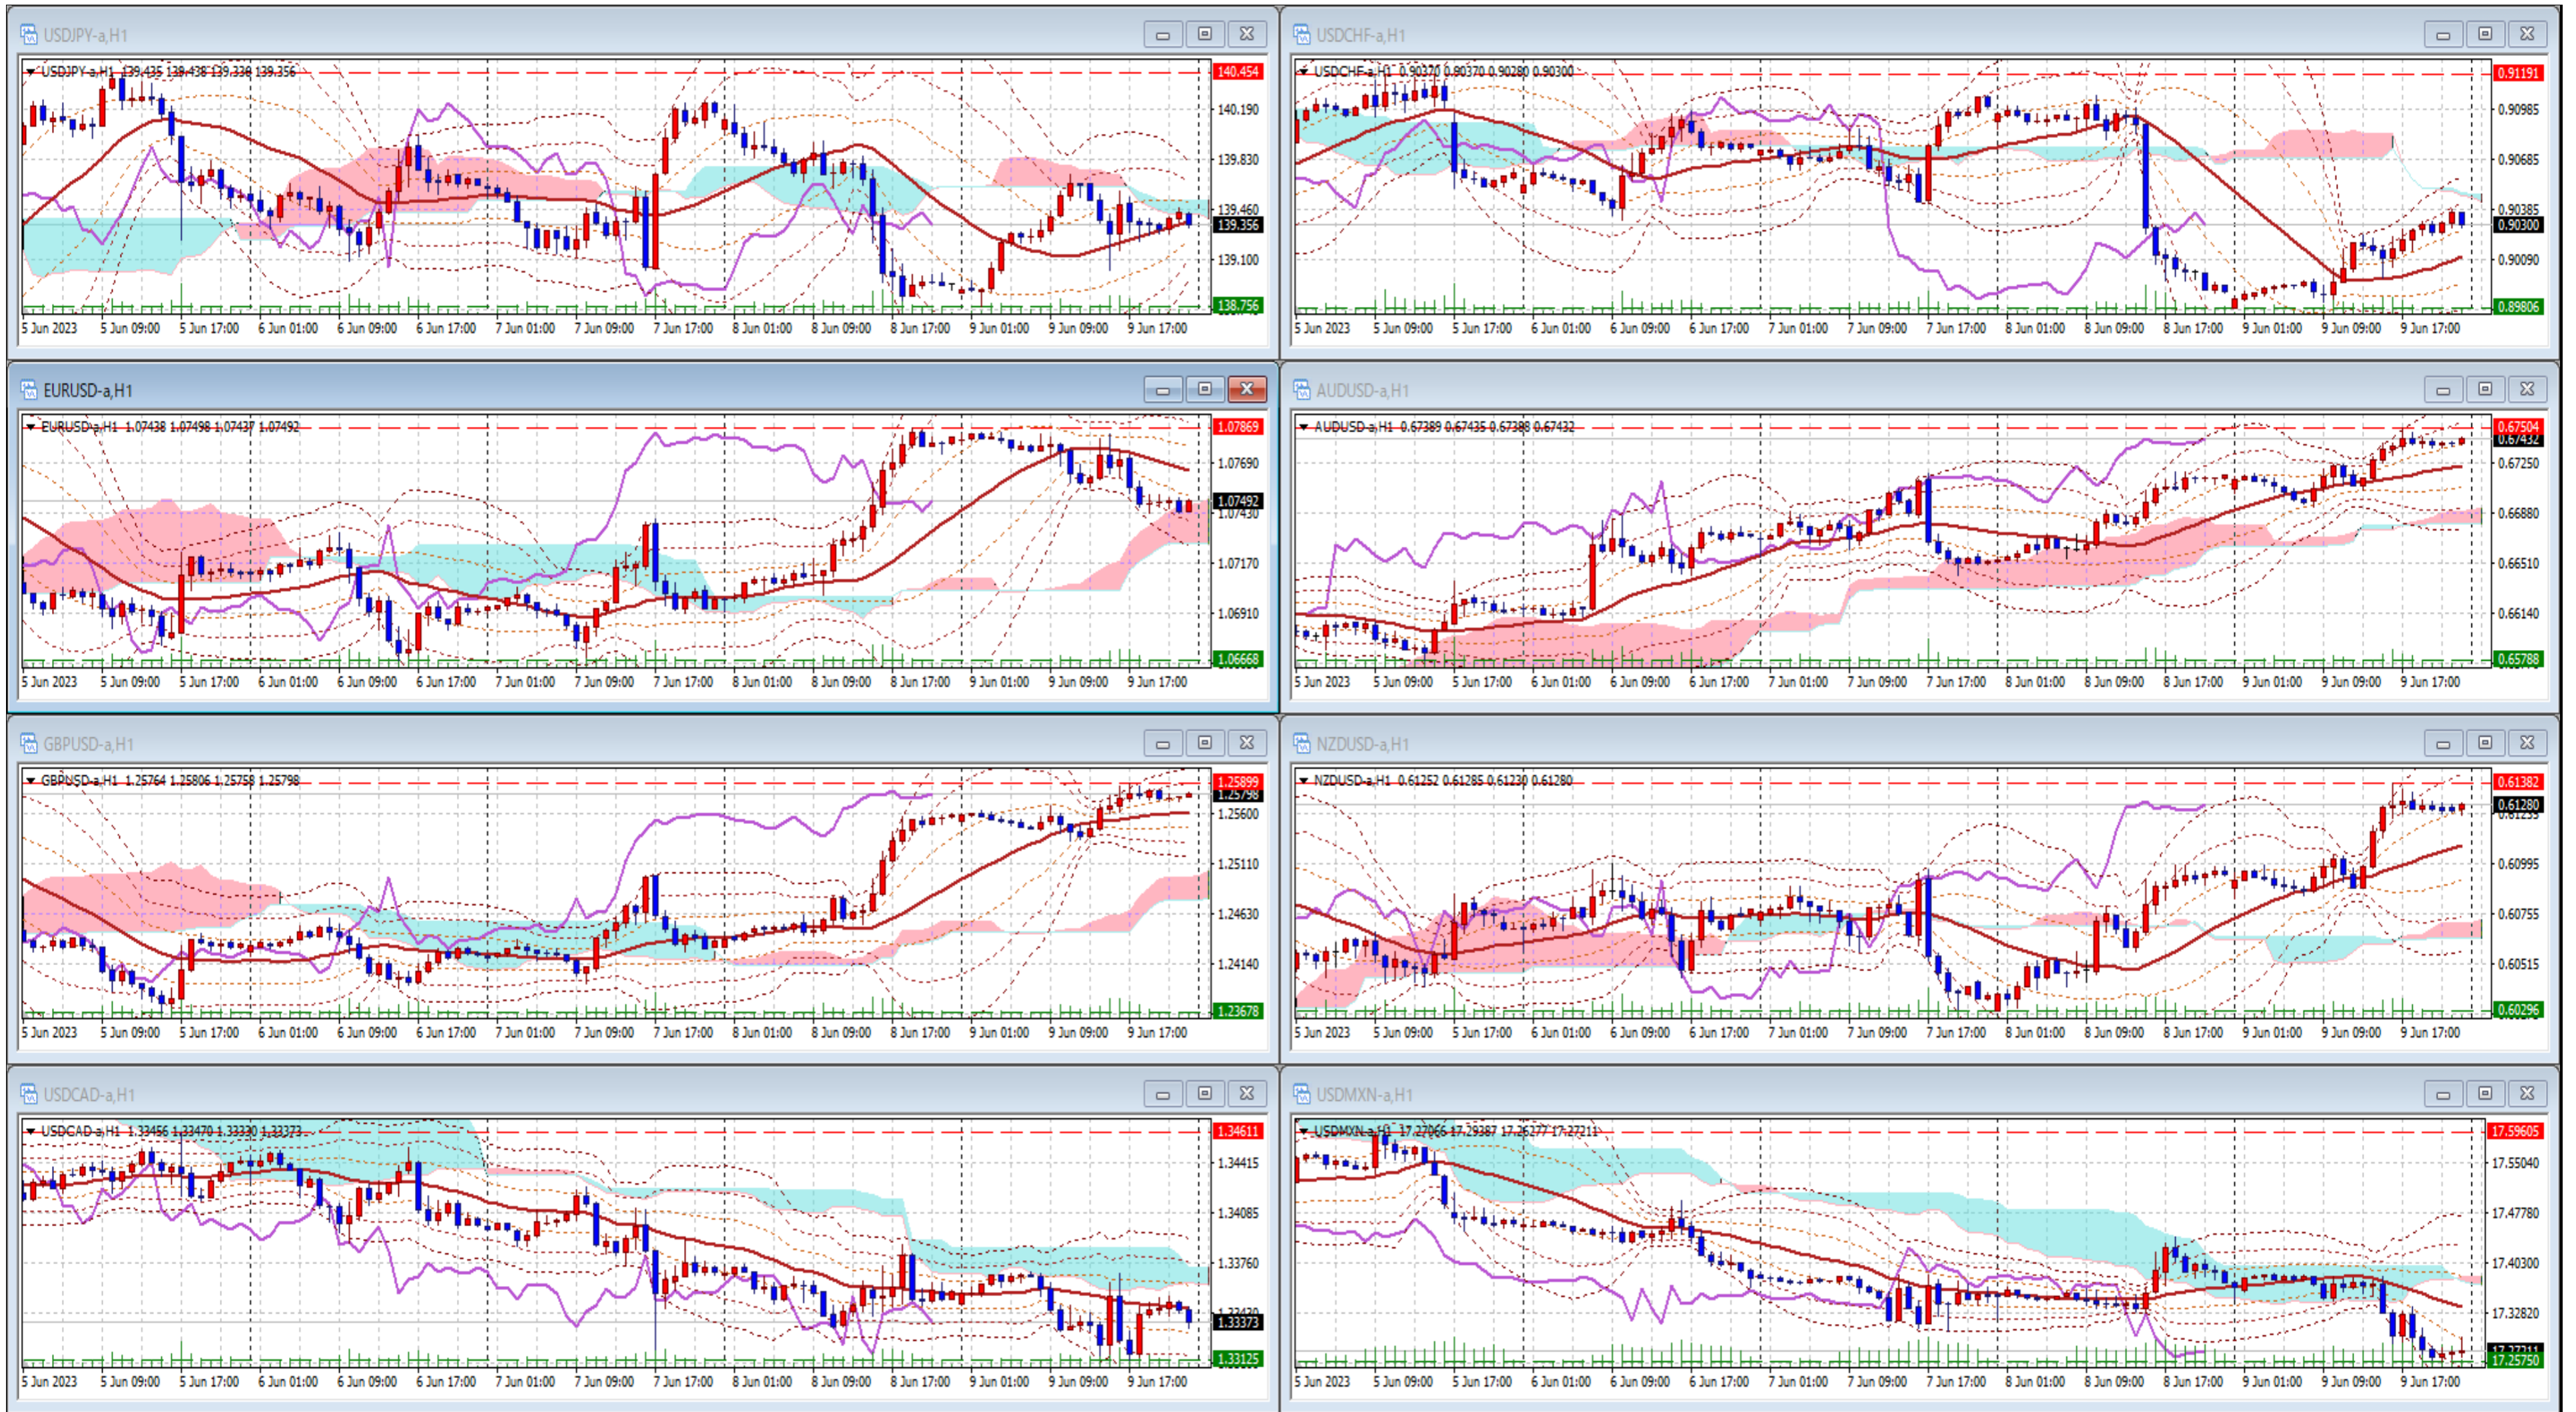 USDJPY-a,H1
USDJPY-a,H1 139.435 139.438 139.338 139.356
140.454
140.190
139.830
139.460
139.356
139.100
138.756
5 Jun 2023 5 Jun 09:00 5 Jun 17:00 6 Jun 01:00 6 Jun 09:00 6 Jun 17:00 7 Jun 01:00 7 Jun 09:00 7 Jun 17:00 8 Jun 01:00 8 Jun 09:00 8 Jun 17:00 9 Jun 01:00 9 Jun 09:00 9 Jun 17:00
USDCHF-a,H1
USDCHF-a,H1 0.90370 0.90370 0.90280 0.90300
0.91191
0.90985
0.90685
0.90385
0.90300
0.90090
0.89806
5 Jun 2023 5 Jun 09:00 5 Jun 17:00 6 Jun 01:00 6 Jun 09:00 6 Jun 17:00 7 Jun 01:00 7 Jun 09:00 7 Jun 17:00 8 Jun 01:00 8 Jun 09:00 8 Jun 17:00 9 Jun 01:00 9 Jun 09:00 9 Jun 17:00
EURUSD-a,H1
EURUSD-a,H1 1.07438 1.07498 1.07437 1.07492
1.07869
1.07690
1.07492
1.07430
1.07170
1.06910
1.06668
5 Jun 2023 5 Jun 09:00 5 Jun 17:00 6 Jun 01:00 6 Jun 09:00 6 Jun 17:00 7 Jun 01:00 7 Jun 09:00 7 Jun 17:00 8 Jun 01:00 8 Jun 09:00 8 Jun 17:00 9 Jun 01:00 9 Jun 09:00 9 Jun 17:00
AUDUSD-a,H1
AUDUSD-a,H1 0.67389 0.67435 0.67388 0.67432
0.67504
0.67432
0.67250
0.66880
0.66510
0.66140
0.65788
5 Jun 2023 5 Jun 09:00 5 Jun 17:00 6 Jun 01:00 6 Jun 09:00 6 Jun 17:00 7 Jun 01:00 7 Jun 09:00 7 Jun 17:00 8 Jun 01:00 8 Jun 09:00 8 Jun 17:00 9 Jun 01:00 9 Jun 09:00 9 Jun 17:00
GBPUSD-a,H1
GBPUSD-a,H1 1.25764 1.25806 1.25758 1.25798
1.25899
1.25798
1.25600
1.25110
1.24630
1.24140
1.23678
5 Jun 2023 5 Jun 09:00 5 Jun 17:00 6 Jun 01:00 6 Jun 09:00 6 Jun 17:00 7 Jun 01:00 7 Jun 09:00 7 Jun 17:00 8 Jun 01:00 8 Jun 09:00 8 Jun 17:00 9 Jun 01:00 9 Jun 09:00 9 Jun 17:00
NZDUSD-a,H1
NZDUSD-a,H1 0.61252 0.61285 0.61230 0.61280
0.61382
0.61280
0.60995
0.60755
0.60515
0.60296
5 Jun 2023 5 Jun 09:00 5 Jun 17:00 6 Jun 01:00 6 Jun 09:00 6 Jun 17:00 7 Jun 01:00 7 Jun 09:00 7 Jun 17:00 8 Jun 01:00 8 Jun 09:00 8 Jun 17:00 9 Jun 01:00 9 Jun 09:00 9 Jun 17:00
USDCAD-a,H1
USDCAD-a,H1 1.33456 1.33470 1.33330 1.33373
1.34611
1.34415
1.34085
1.33760
1.33373
1.33125
5 Jun 2023 5 Jun 09:00 5 Jun 17:00 6 Jun 01:00 6 Jun 09:00 6 Jun 17:00 7 Jun 01:00 7 Jun 09:00 7 Jun 17:00 8 Jun 01:00 8 Jun 09:00 8 Jun 17:00 9 Jun 01:00 9 Jun 09:00 9 Jun 17:00
USDMXN-a,H1
USDMXN-a,H1 17.27066 17.29387 17.26277 17.27211
17.59605
17.55040
17.47780
17.40300
17.32820
17.27211
17.25750
5 Jun 2023 5 Jun 09:00 5 Jun 17:00 6 Jun 01:00 6 Jun 09:00 6 Jun 17:00 7 Jun 01:00 7 Jun 09:00 7 Jun 17:00 8 Jun 01:00 8 Jun 09:00 8 Jun 17:00 9 Jun 01:00 9 Jun 09:00 9 Jun 17:00